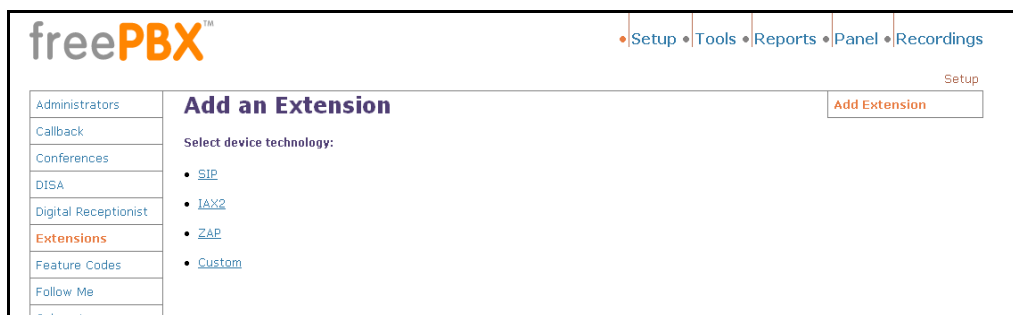 freePBX™
Setup Tools Reports Panel Recordings
Setup
Administrators
Callback
Conferences
DISA
Digital Receptionist
Extensions
Feature Codes
Follow Me
Add an Extension
Select device technology:
• SIP
• IAX2
• ZAP
• Custom
Add Extension